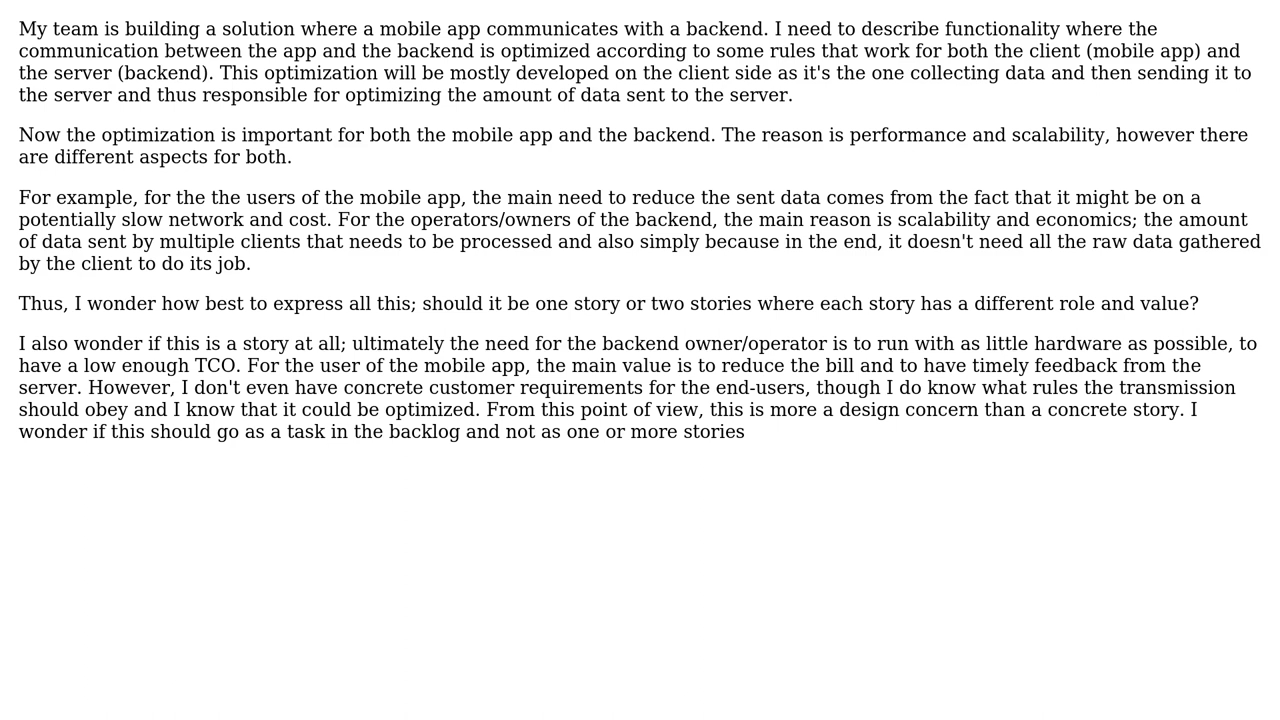 My team is building a solution where a mobile app communicates with a backend. I need to describe functionality where the
communication between the app and the backend is optimized according to some rules that work for both the client (mobile app) and
the server (backend). This optimization will be mostly developed on the client side as it's the one collecting data and then sending it to
the server and thus responsible for optimizing the amount of data sent to the server.
Now the optimization is important for both the mobile app and the backend. The reason is performance and scalability, however there
are different aspects for both.
For example, for the the users of the mobile app, the main need to reduce the sent data comes from the fact that it might be on a
potentially slow network and cost. For the operators/owners of the backend, the main reason is scalability and economics; the amount
of data sent by multiple clients that needs to be processed and also simply because in the end, it doesn't need all the raw data gathered
by the client to do its job.
Thus, I wonder how best to express all this; should it be one story or two stories where each story has a different role and value?
I also wonder if this is a story at all; ultimately the need for the backend owner/operator is to run with as little hardware as possible, to
have a low enough TCO. For the user of the mobile app, the main value is to reduce the bill and to have timely feedback from the
server. However, I don't even have concrete customer requirements for the end-users, though I do know what rules the transmission
should obey and I know that it could be optimized. From this point of view, this is more a design concern than a concrete story. I
wonder if this should go as a task in the backlog and not as one or more stories